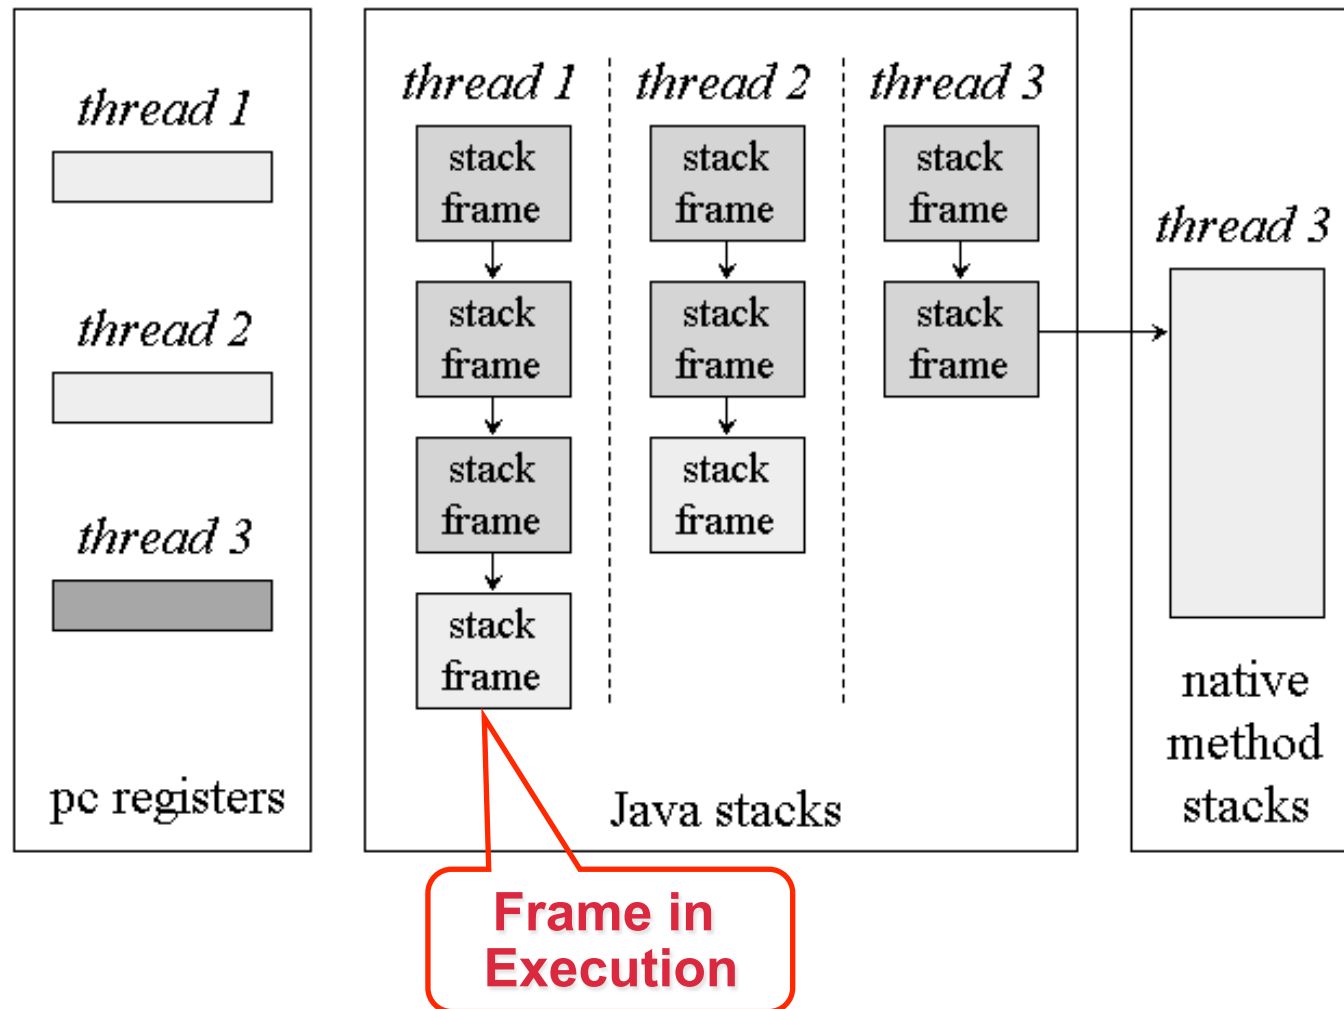 thread 1
thread 2
thread 3
pc registers
thread 1
stack
frame
stack
frame
stack
frame
stack
frame
thread 2
stack
frame
stack
frame
stack
frame
thread 3
stack
frame
stack
frame
Java stacks
thread 3
native
method
stacks
Frame in
Execution